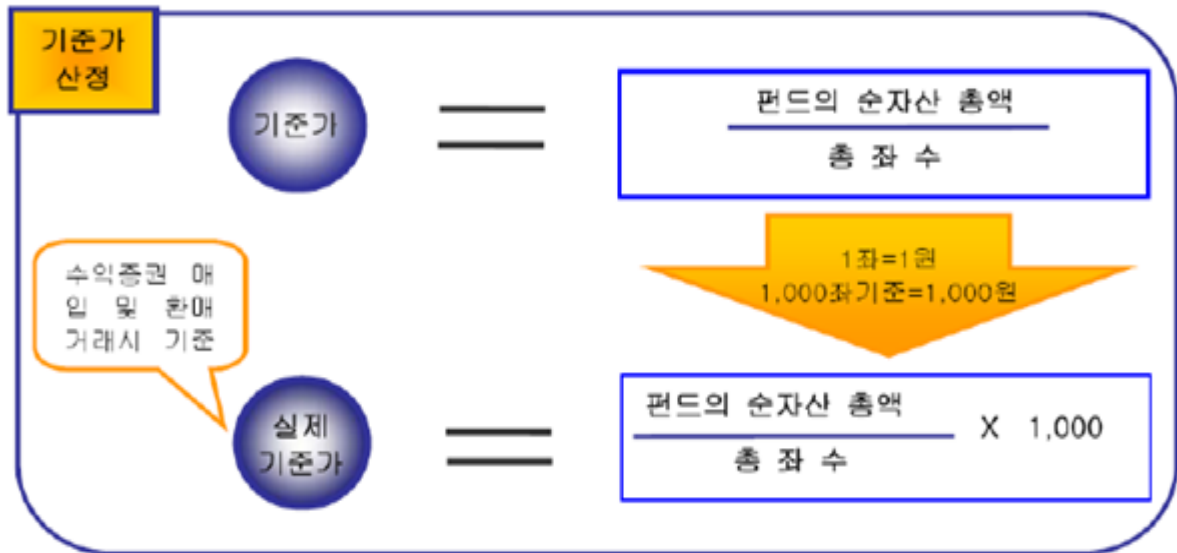 기준가
산정
기준가
펀드의 순자산 총액
총 좌 수
1좌=1원
1,000좌기준=1,000원
수익증권 매
입 및 환매
거래시 기준
실제
기준가
펀드의 순자산 총액
총 좌 수
X 1,000